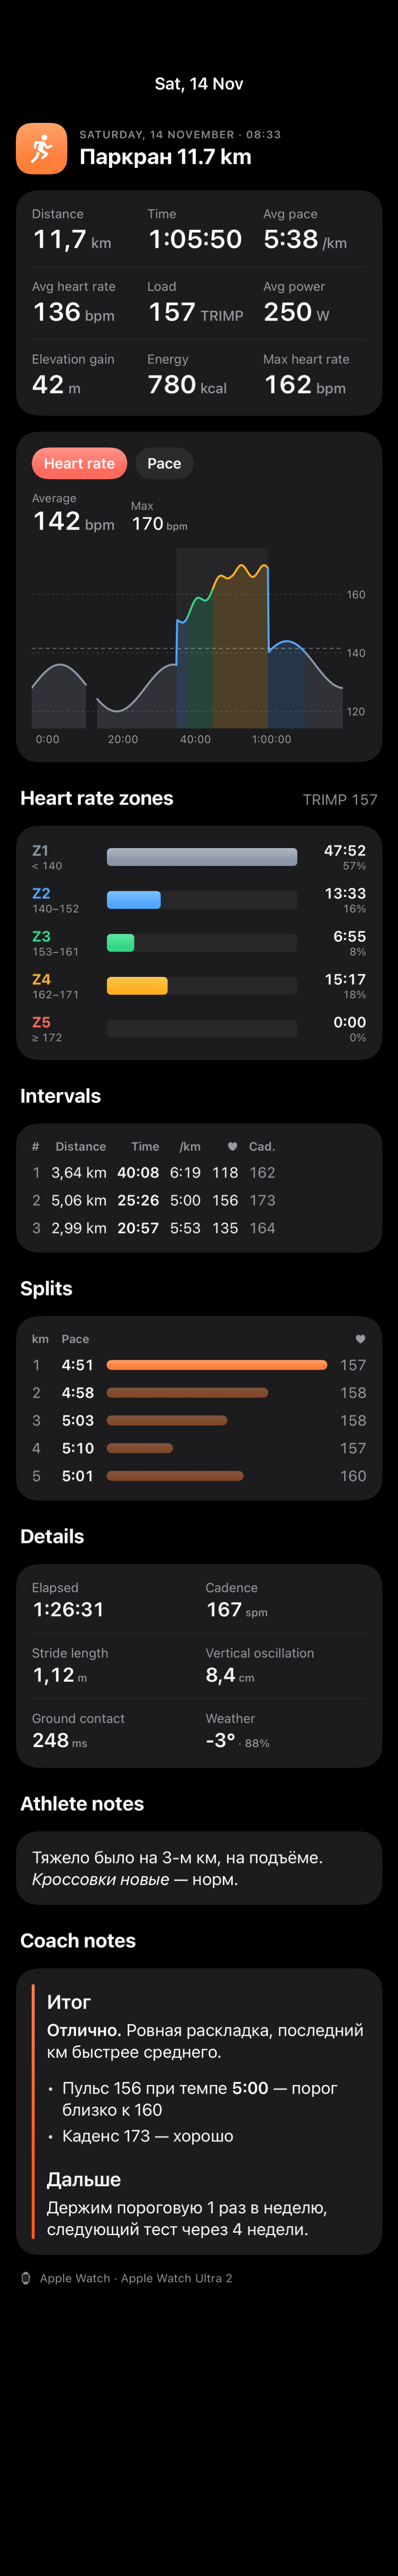 Sat, 14 Nov
SATURDAY, 14 NOVEMBER · 08:33
Паркран 11.7 km
Distance Time Avg pace
11,7 km 1:05:50 5:38 /km
Avg heart rate Load Avg power
136 bpm 157 TRIMP 250 W
Elevation gain Energy Max heart rate
42 m 780 kcal 162 bpm
Heart rate Pace
Average Max
142 bpm 170 bpm
160
140
120
0:00 20:00 40:00 1:00:00
Heart rate zones TRIMP 157
Z1 47:52
< 140 57%
Z2 13:33
140–152 16%
Z3 6:55
153–161 8%
Z4 15:17
162–171 18%
Z5 0:00
≥ 172 0%
Intervals
# Distance Time /km ♥ Cad.
1 3,64 km 40:08 6:19 118 162
2 5,06 km 25:26 5:00 156 173
3 2,99 km 20:57 5:53 135 164
Splits
km Pace ♥
1 4:51 157
2 4:58 158
3 5:03 158
4 5:10 157
5 5:01 160
Details
Elapsed Cadence
1:26:31 167 spm
Stride length Vertical oscillation
1,12 m 8,4 cm
Ground contact Weather
248 ms -3° · 88%
Athlete notes
Тяжело было на 3-м км, на подъёме.
Кроссовки новые — норм.
Coach notes
Итог
Отлично. Ровная раскладка, последний
км быстрее среднего.
• Пульс 156 при темпе 5:00 — порог
близко к 160
• Каденс 173 — хорошо
Дальше
Держим пороговую 1 раз в неделю,
следующий тест через 4 недели.
Apple Watch · Apple Watch Ultra 2